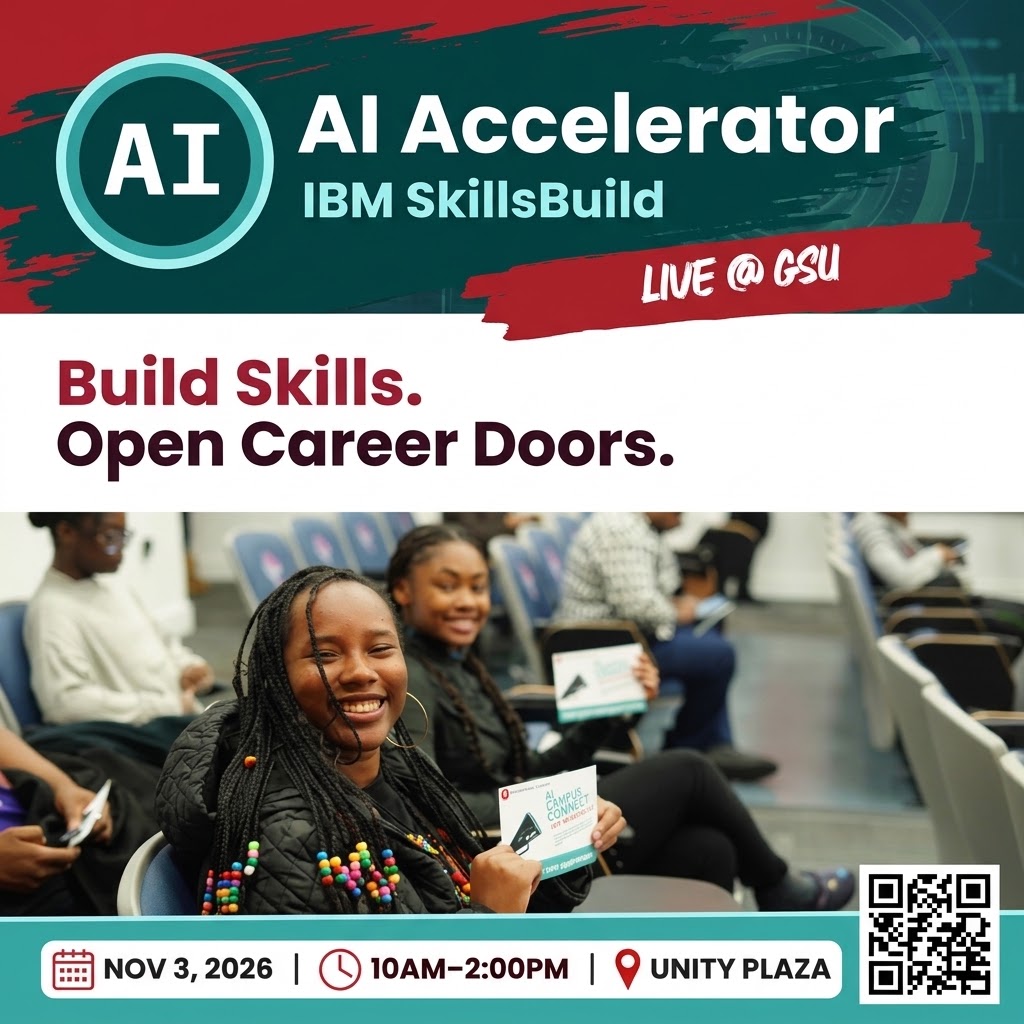 AI
AI Accelerator
IBM SkillsBuild
LIVE @ GSU
Build Skills.
Open Career Doors.
AI
CAMPUS
CONNECT
NOV 3, 2026 | 10AM–2:00PM | UNITY PLAZA